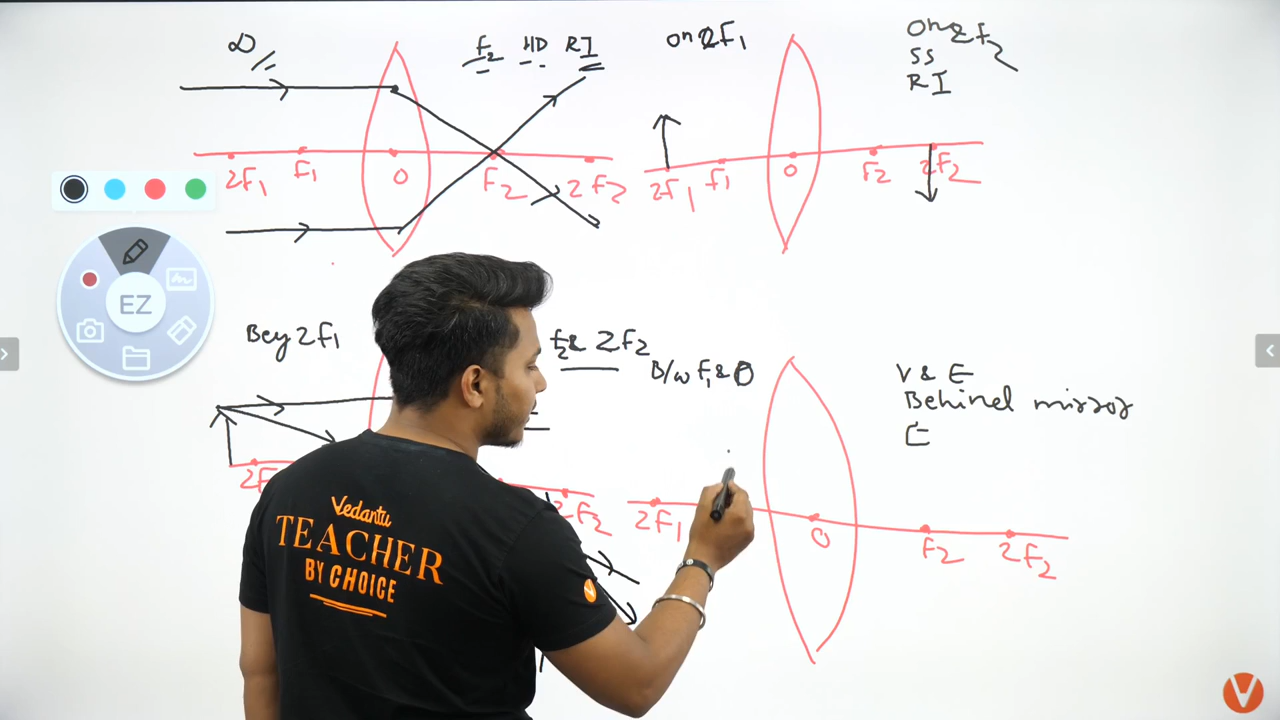 ∞
F2 HD RI
2F1 F1 O F2 2F2
On 2F1
On 2F2
SS
RI
2F1 F1 O F2 2F2
EZ
Bey 2F1
F2 & 2F2
2F
2F2
B/w F1 & O
V & E
Behind mirror
E
2F1 O F2 2F2
Vedantu
TEACHER
BY CHOICE
V
V